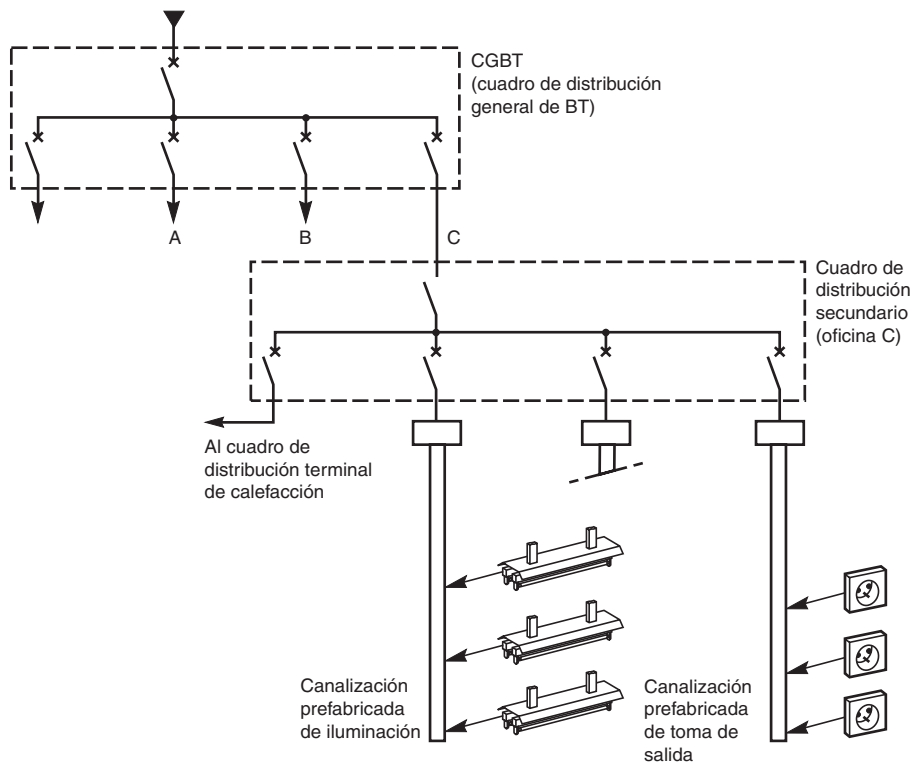 CGBT
(cuadro de distribución
general de BT)
A
B
C
Cuadro de
distribución
secundario
(oficina C)
Al cuadro de
distribución terminal
de calefacción
Canalización
prefabricada
de iluminación
Canalización
prefabricada
de toma de
salida